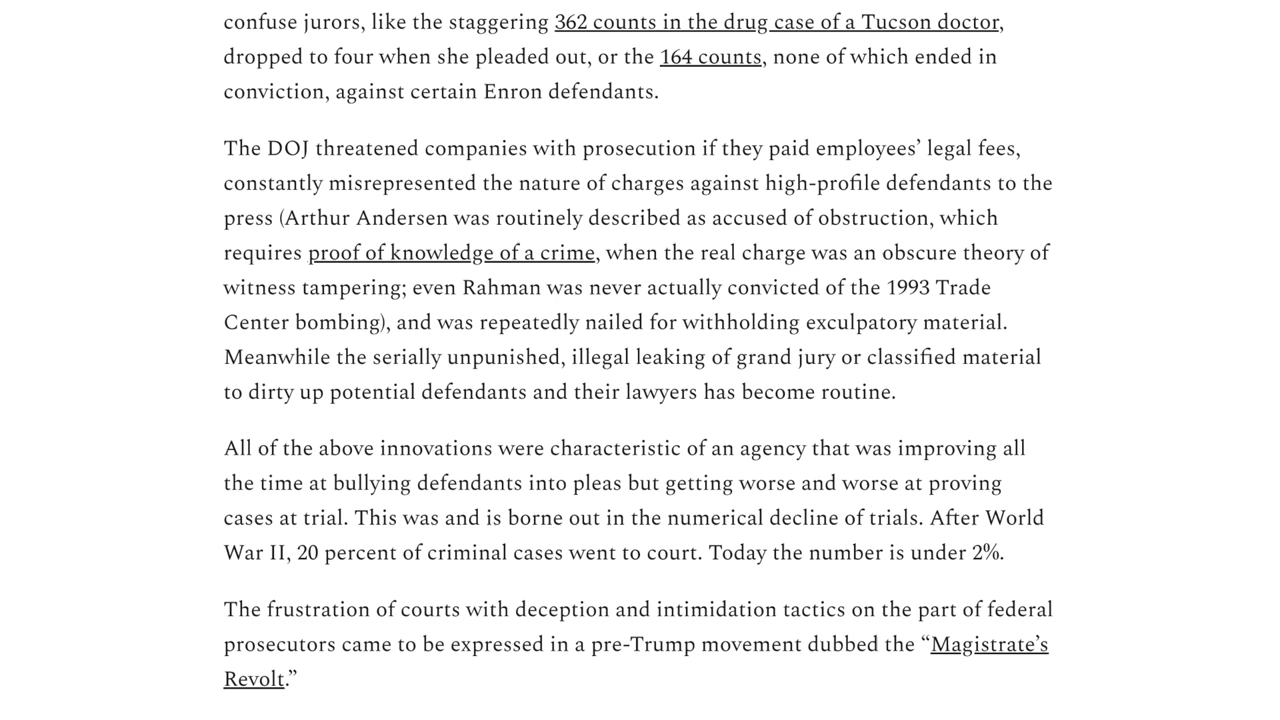 confuse jurors, like the staggering 362 counts in the drug case of a Tucson doctor,
dropped to four when she pleaded out, or the 164 counts, none of which ended in
conviction, against certain Enron defendants.
The DOJ threatened companies with prosecution if they paid employees’ legal fees,
constantly misrepresented the nature of charges against high-profile defendants to the
press (Arthur Andersen was routinely described as accused of obstruction, which
requires proof of knowledge of a crime, when the real charge was an obscure theory of
witness tampering; even Rahman was never actually convicted of the 1993 Trade
Center bombing), and was repeatedly nailed for withholding exculpatory material.
Meanwhile the serially unpunished, illegal leaking of grand jury or classified material
to dirty up potential defendants and their lawyers has become routine.
All of the above innovations were characteristic of an agency that was improving all
the time at bullying defendants into pleas but getting worse and worse at proving
cases at trial. This was and is borne out in the numerical decline of trials. After World
War II, 20 percent of criminal cases went to court. Today the number is under 2%.
The frustration of courts with deception and intimidation tactics on the part of federal
prosecutors came to be expressed in a pre-Trump movement dubbed the “Magistrate’s
Revolt.”